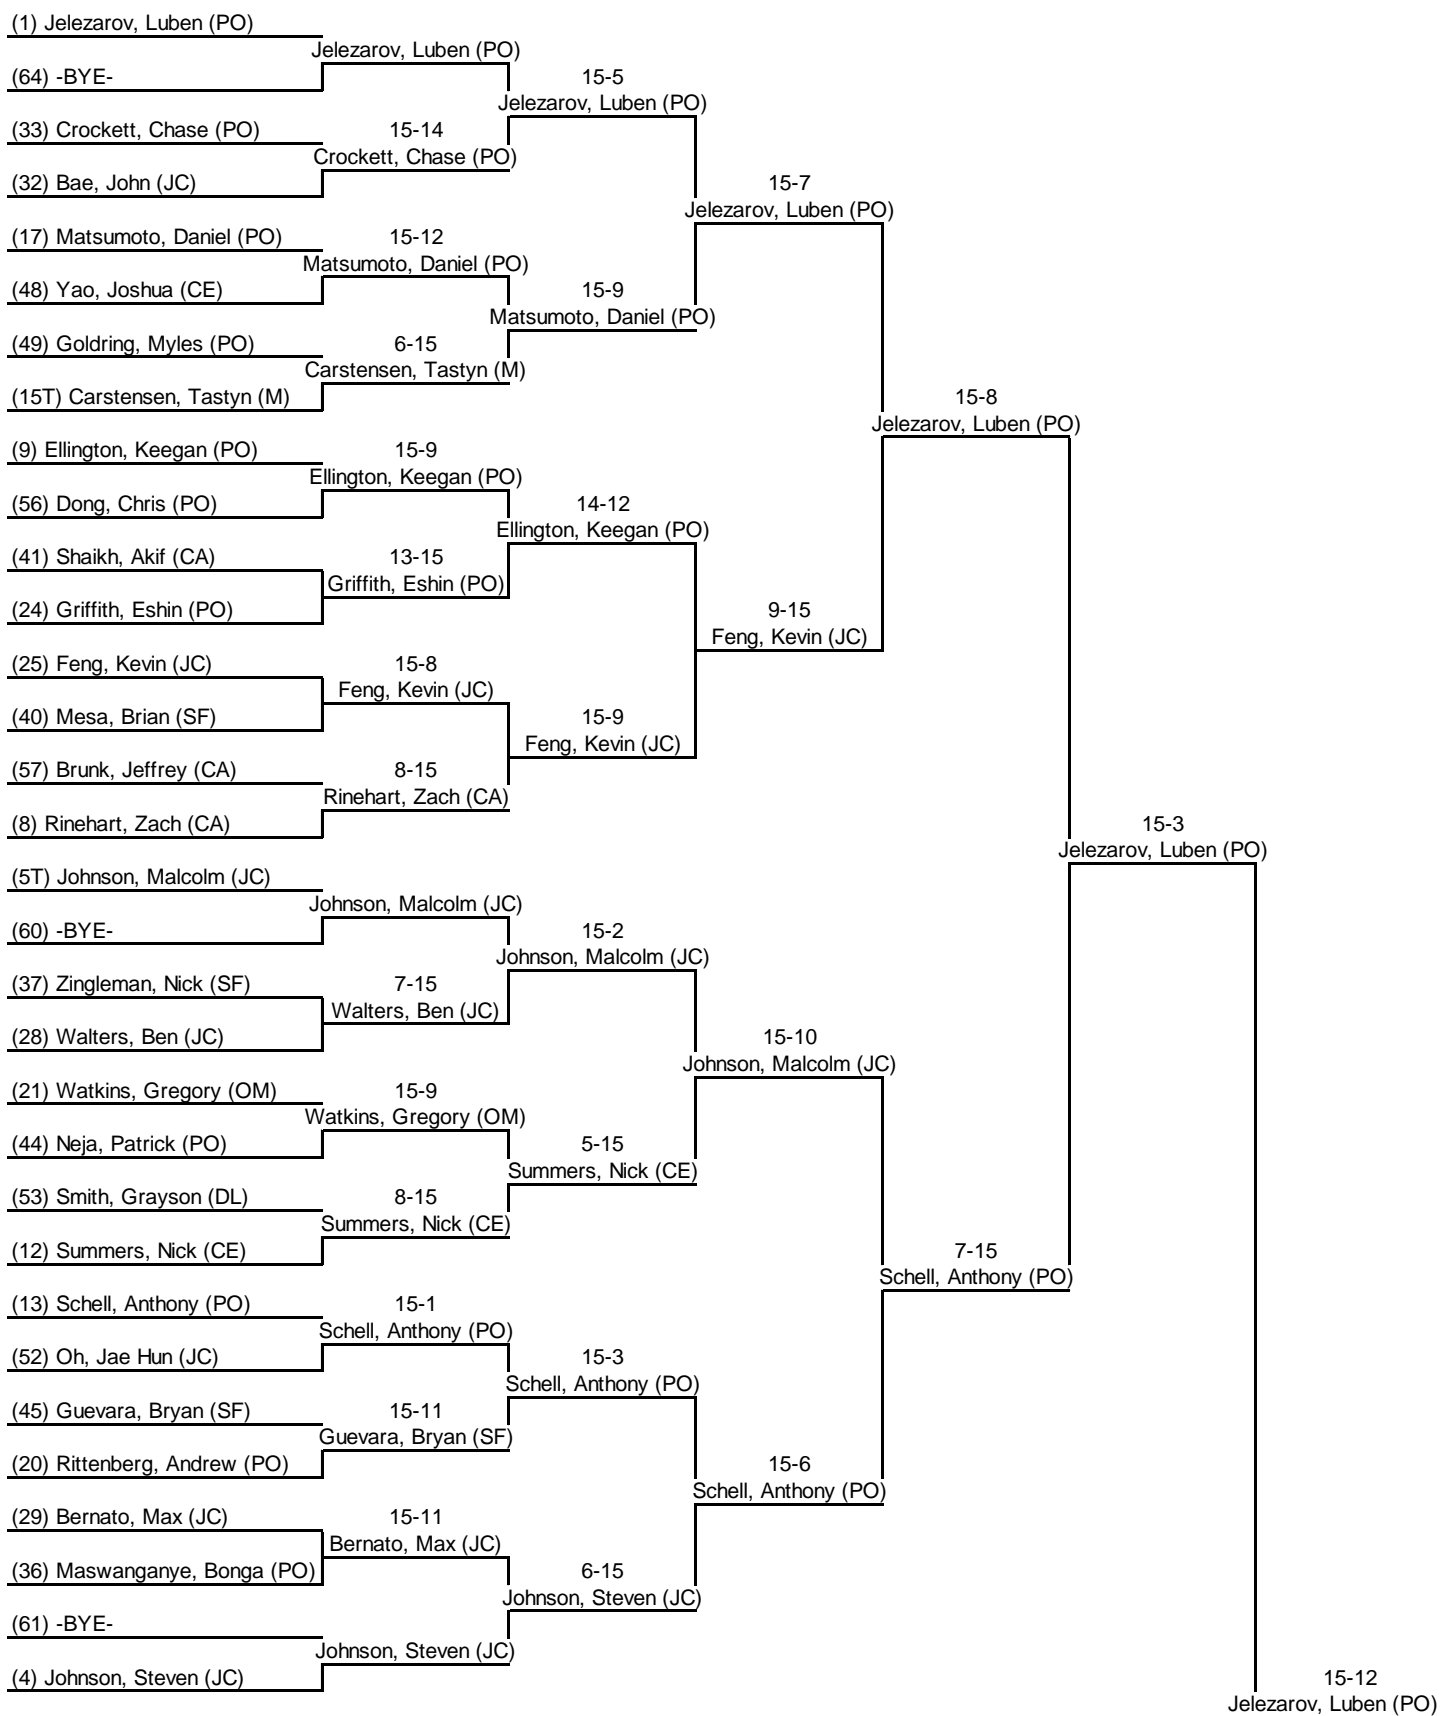 (1) Jelezarov, Luben (PO)
Jelezarov, Luben (PO)
(64) -BYE-
15-5
Jelezarov, Luben (PO)
(33) Crockett, Chase (PO)
15-14
Crockett, Chase (PO)
(32) Bae, John (JC)
15-7
Jelezarov, Luben (PO)
(17) Matsumoto, Daniel (PO)
15-12
Matsumoto, Daniel (PO)
(48) Yao, Joshua (CE)
15-9
Matsumoto, Daniel (PO)
(49) Goldring, Myles (PO)
6-15
Carstensen, Tastyn (M)
(15T) Carstensen, Tastyn (M)
15-8
Jelezarov, Luben (PO)
(9) Ellington, Keegan (PO)
15-9
Ellington, Keegan (PO)
(56) Dong, Chris (PO)
14-12
Ellington, Keegan (PO)
(41) Shaikh, Akif (CA)
13-15
Griffith, Eshin (PO)
(24) Griffith, Eshin (PO)
9-15
Feng, Kevin (JC)
(25) Feng, Kevin (JC)
15-8
Feng, Kevin (JC)
(40) Mesa, Brian (SF)
15-9
Feng, Kevin (JC)
(57) Brunk, Jeffrey (CA)
8-15
Rinehart, Zach (CA)
(8) Rinehart, Zach (CA)
15-3
Jelezarov, Luben (PO)
(5T) Johnson, Malcolm (JC)
Johnson, Malcolm (JC)
(60) -BYE-
15-2
Johnson, Malcolm (JC)
(37) Zingleman, Nick (SF)
7-15
Walters, Ben (JC)
(28) Walters, Ben (JC)
15-10
Johnson, Malcolm (JC)
(21) Watkins, Gregory (OM)
15-9
Watkins, Gregory (OM)
(44) Neja, Patrick (PO)
5-15
Summers, Nick (CE)
(53) Smith, Grayson (DL)
8-15
Summers, Nick (CE)
(12) Summers, Nick (CE)
7-15
Schell, Anthony (PO)
(13) Schell, Anthony (PO)
15-1
Schell, Anthony (PO)
(52) Oh, Jae Hun (JC)
15-3
Schell, Anthony (PO)
(45) Guevara, Bryan (SF)
15-11
Guevara, Bryan (SF)
(20) Rittenberg, Andrew (PO)
15-6
Schell, Anthony (PO)
(29) Bernato, Max (JC)
15-11
Bernato, Max (JC)
(36) Maswanganye, Bonga (PO)
6-15
Johnson, Steven (JC)
(61) -BYE-
Johnson, Steven (JC)
(4) Johnson, Steven (JC)
15-12
Jelezarov, Luben (PO)